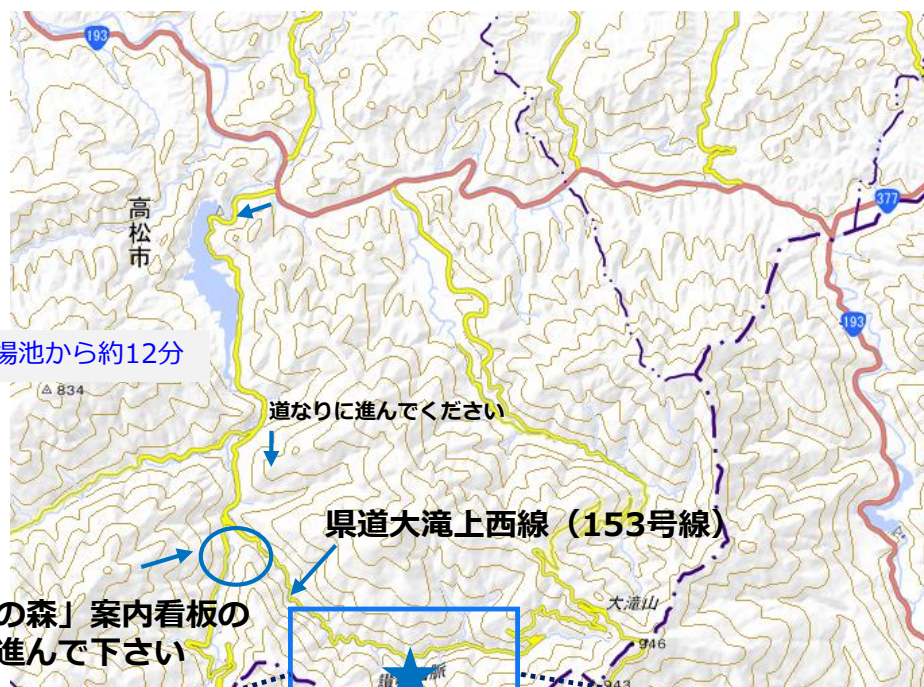 193
377
高松市
193
場池から約12分
834
道なりに進んでください
県道大滝上西線（153号線）
の森」案内看板の
進んで下さい
大滝山
946
943